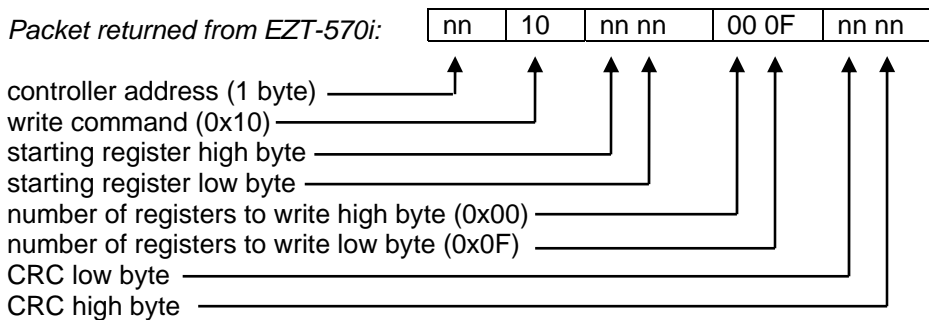 Packet returned from EZT-570i: nn 10 nn nn 00 0F nn nn
controller address (1 byte)
write command (0x10)
starting register high byte
starting register low byte
number of registers to write high byte (0x00)
number of registers to write low byte (0x0F)
CRC low byte
CRC high byte